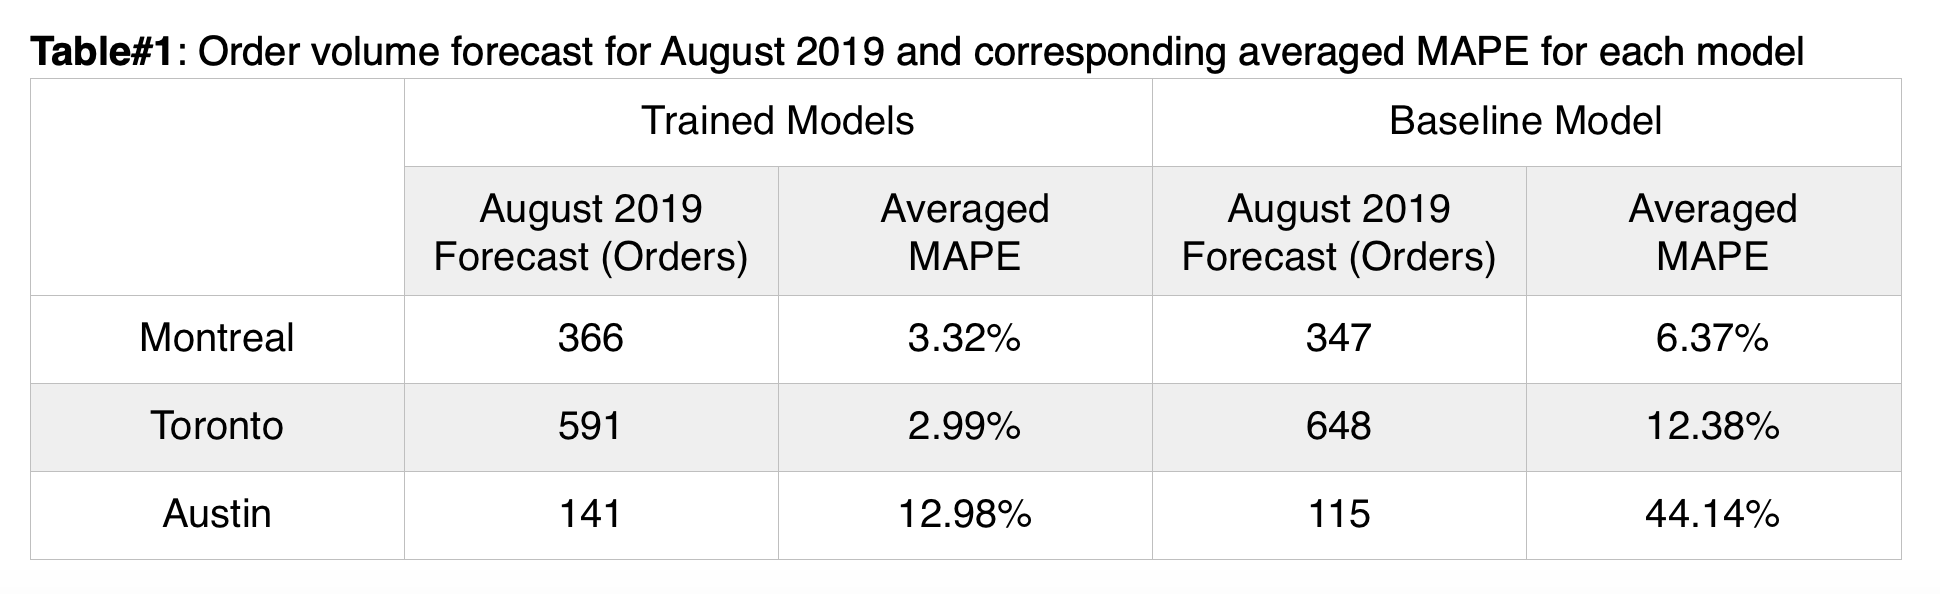 Table#1: Order volume forecast for August 2019 and corresponding averaged MAPE for each model
Trained Models Baseline Model
August 2019 Averaged August 2019 Averaged
Forecast (Orders) MAPE Forecast (Orders) MAPE
Montreal 366 3.32% 347 6.37%
Toronto 591 2.99% 648 12.38%
Austin 141 12.98% 115 44.14%